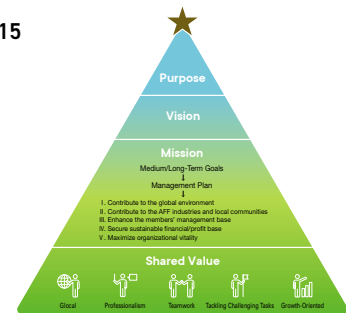 15
Purpose
Vision
Mission
Medium/Long-Term Goals
Management Plan
I. Contribute to the global environment
II. Contribute to the AFF industries and local communities
III. Enhance the members' management base
IV. Secure sustainable financial/profit base
V. Maximize organizational vitality
Shared Value
Glocal Professionalism Teamwork Tackling Challenging Tasks Growth-Oriented